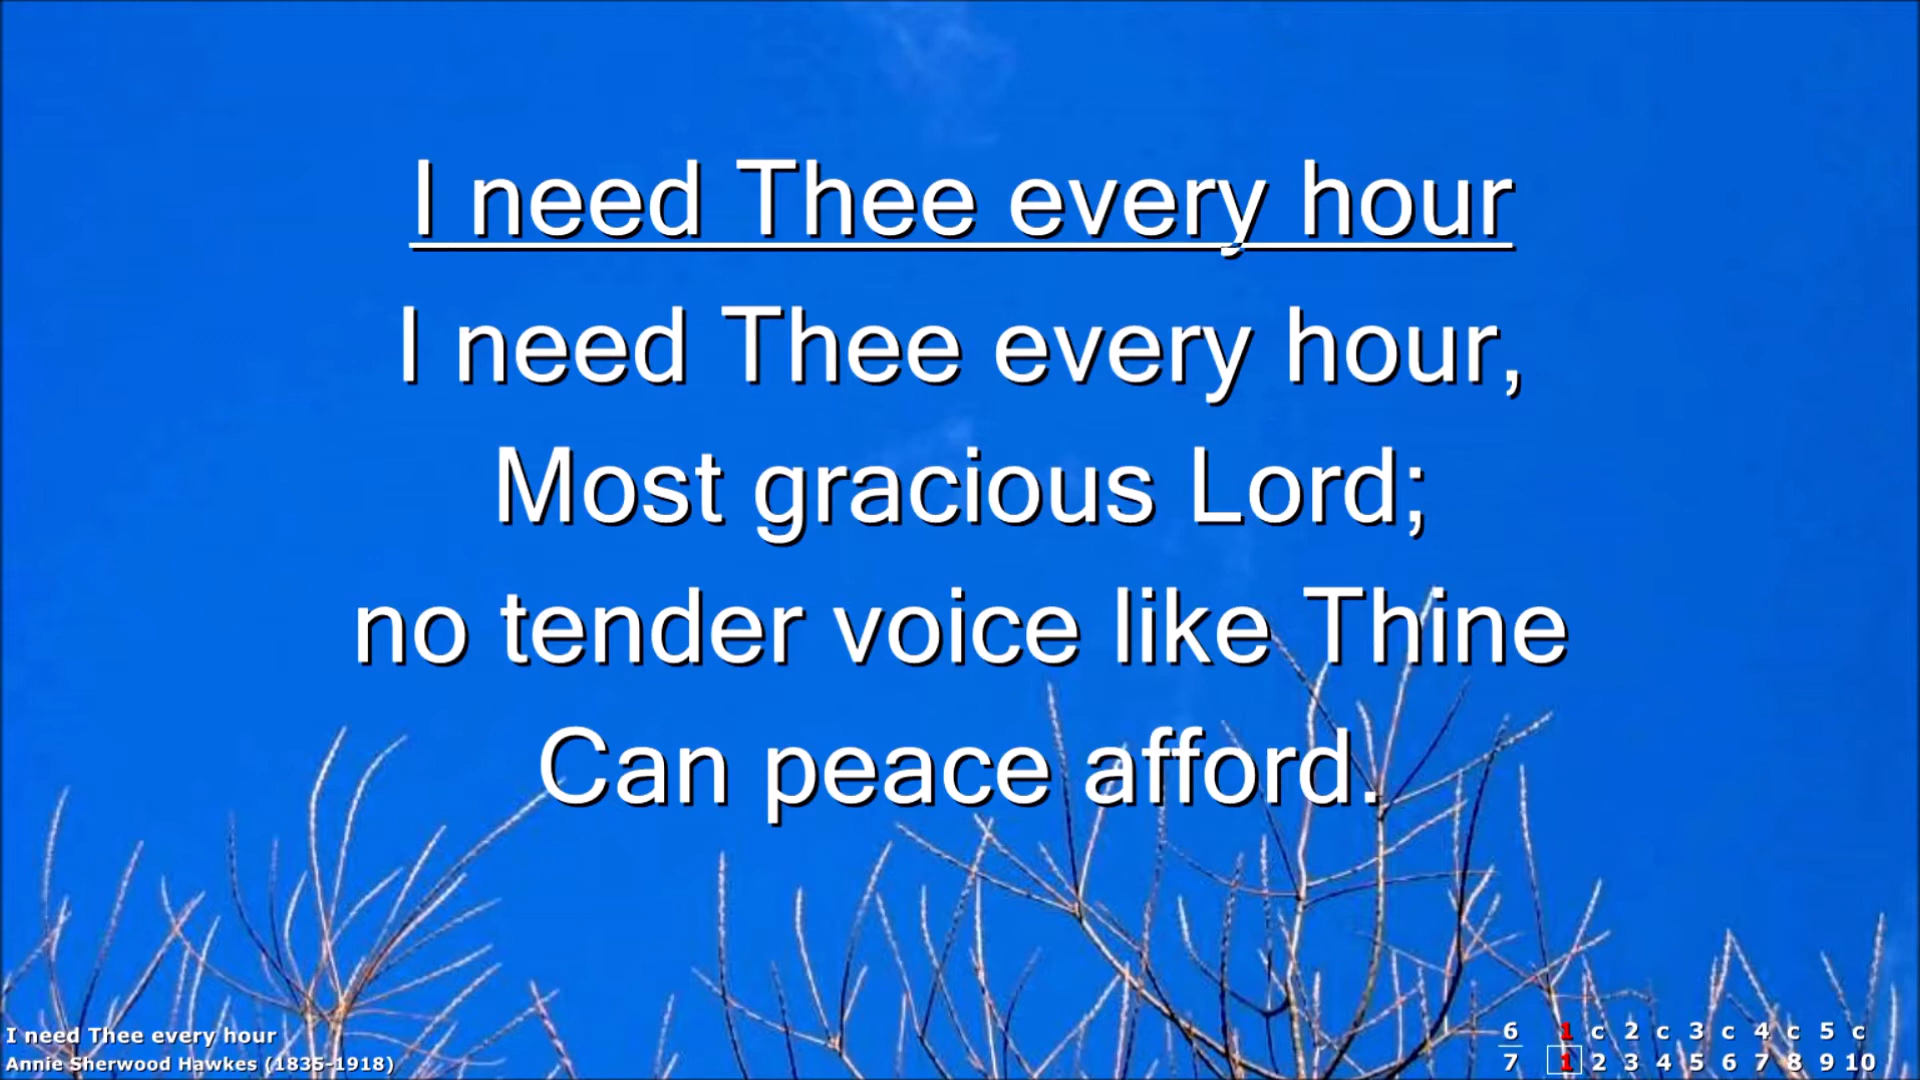 I need Thee every hour
I need Thee every hour,
Most gracious Lord;
no tender voice like Thine
Can peace afford.
I need Thee every hour
Annie Sherwood Hawkes (1835-1918)
6 1 c 2 c 3 c 4 c 5 c
7 1 2 3 4 5 6 7 8 9 10